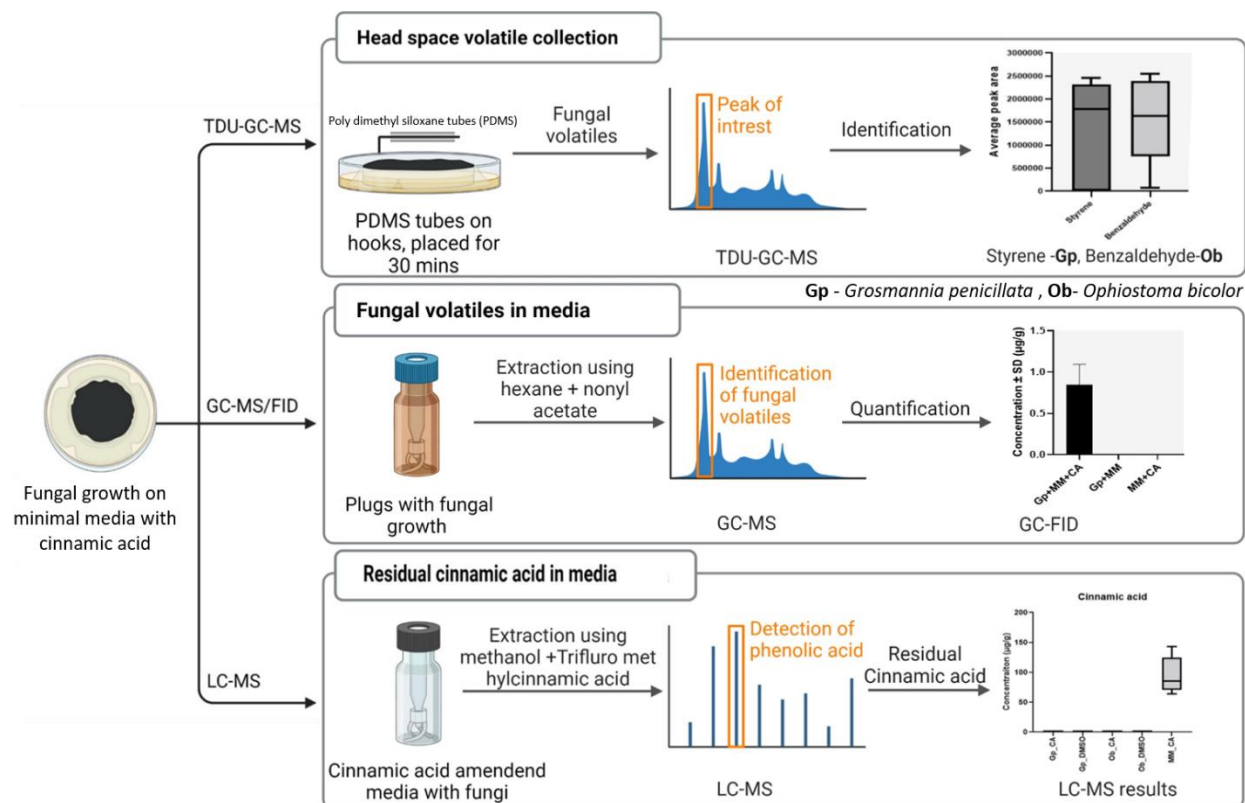 Head space volatile collection
TDU-GC-MS
Poly dimethyl siloxane tubes (PDMS)
PDMS tubes on
hooks, placed for
30 mins
Fungal
volatiles
Peak of
intrest
TDU-GC-MS
Identification
Average peak area
3000000
2500000
2000000
1500000
1000000
500000
0
Styrene
Benzaldehyde
Styrene -Gp, Benzaldehyde-Ob
Gp - Grosmannia penicillata , Ob- Ophiostoma bicolor
Fungal growth on
minimal media with
cinnamic acid
Fungal volatiles in media
GC-MS/FID
Plugs with fungal
growth
Extraction using
hexane + nonyl
acetate
Identification
of fungal
volatiles
GC-MS
Quantification
Concentration ± SD (µg/g)
1.5
1.0
0.5
0.0
Gp+MM+CA
Gp+MM
MM+CA
GC-FID
Residual cinnamic acid in media
LC-MS
Cinnamic acid amendend
media with fungi
Extraction using
methanol +Trifluro met
hylcinnamic acid
Detection of
phenolic acid
LC-MS
Residual
Cinnamic acid
Cinnamic acid
Concentraiton (µg/g)
200
150
100
50
0
Gp_CA
Gp_DMSO
Ob_CA
Ob_DMSO
MM_CA
LC-MS results